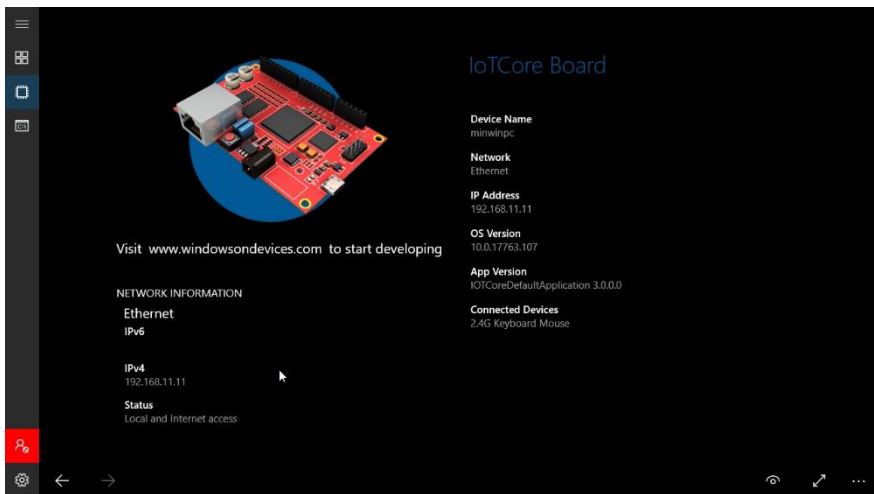 IoTCore Board
Device Name
minwinpc
Network
Ethernet
IP Address
192.168.11.11
OS Version
10.0.17763.107
App Version
IOTCoreDefaultApplication 3.0.0.0
Connected Devices
2.4G Keyboard Mouse
Visit www.windowsondevices.com to start developing
NETWORK INFORMATION
Ethernet
IPv6
IPv4
192.168.11.11
Status
Local and Internet access